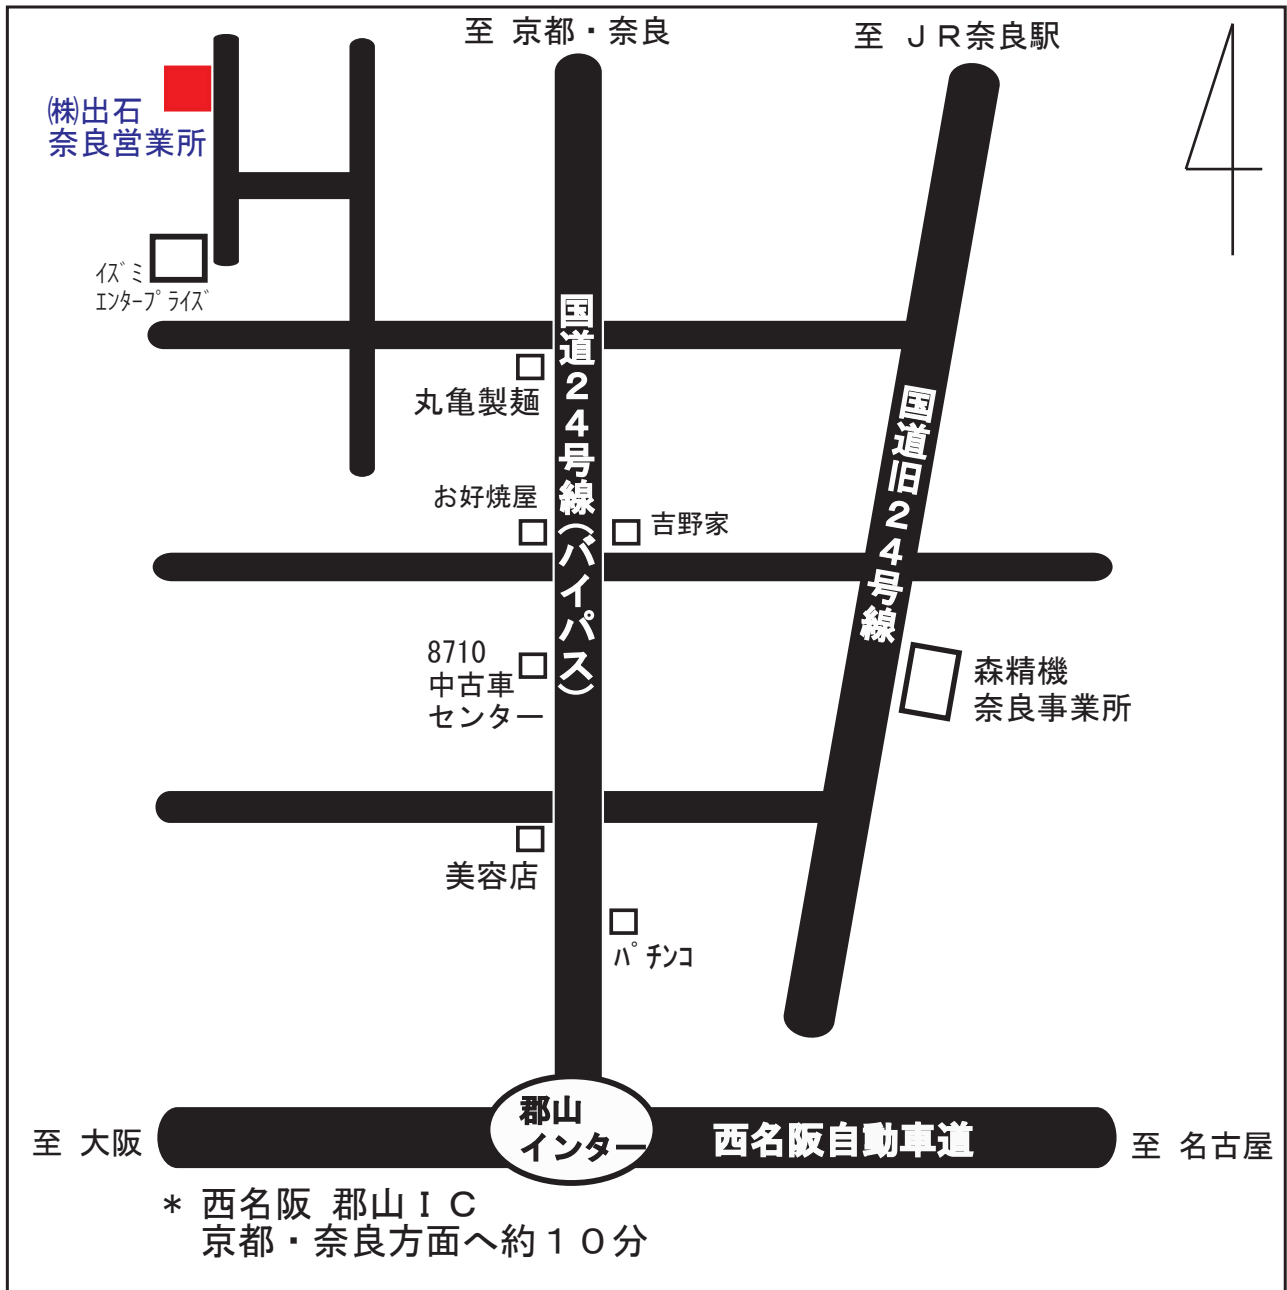 至 京都・奈良
至 ＪＲ奈良駅
㈱出石
奈良営業所
ｲｽﾞﾐ
ｴﾝﾀｰﾌﾟﾗｲｽﾞ
国道２４号線(バイパス)
丸亀製麺
国道旧２４号線
お好焼屋
吉野家
8710
中古車
センター
森精機
奈良事業所
美容店
ﾊﾟﾁﾝｺ
郡山
インター
至 大阪
西名阪自動車道
至 名古屋
* 西名阪 郡山ＩＣ
京都・奈良方面へ約１０分